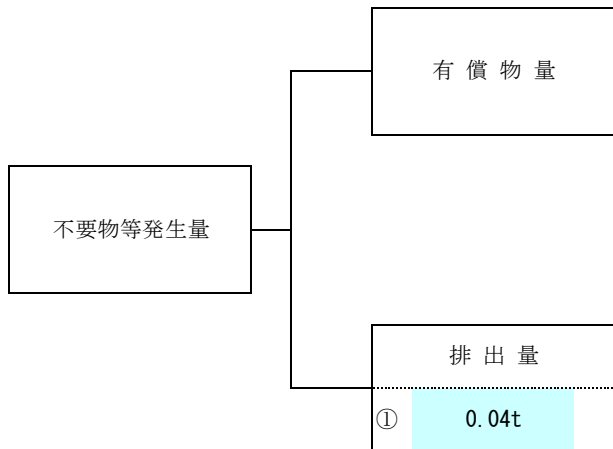 有 償 物 量
不要物等発生量
排 出 量
① 0.04t